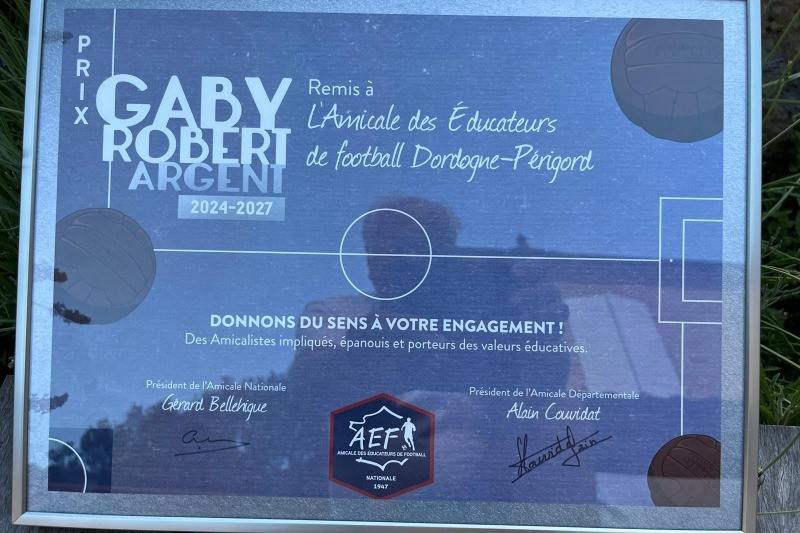 PRIX
GABY
ROBERT
ARGENT
2024-2027
Remis à
L'Amicale des Éducateurs
de football Dordogne-Périgord
DONNONS DU SENS À VOTRE ENGAGEMENT !
Des Amicalistes impliqués, épanouis et porteurs des valeurs éducatives.
Président de l'Amicale Nationale
Gérard Bellehigue
Président de l'Amicale Départementale
Alain Couvidat
AEF
AMICALE DES ÉDUCATEURS DE FOOTBALL
NATIONALE
1947